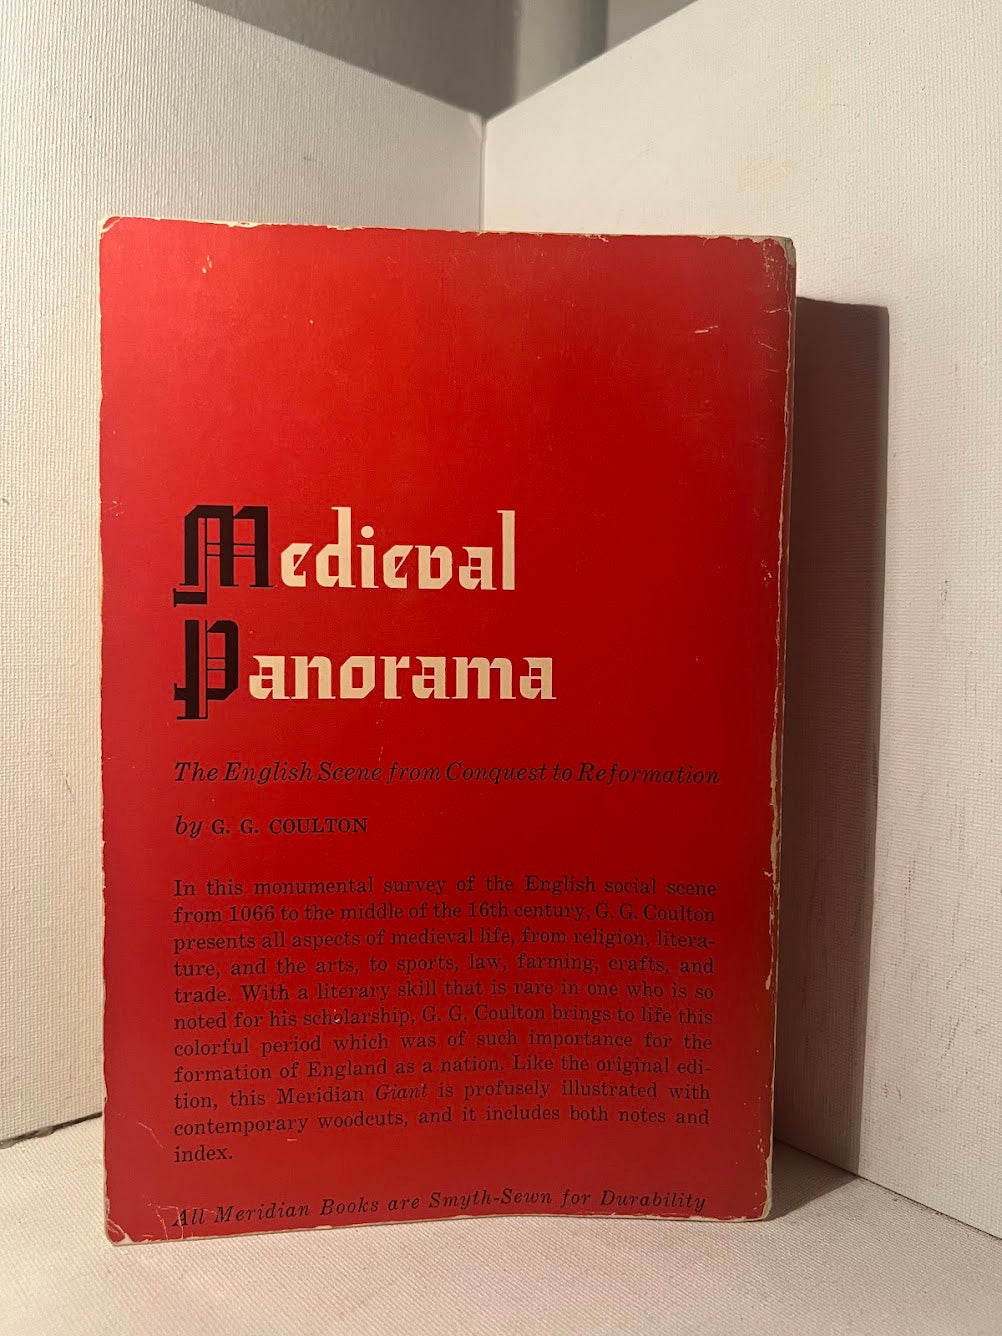 Medieval
Panorama
The English Scene from Conquest to Reformation
by G. G. COULTON
In this monumental survey of the English social scene
from 1066 to the middle of the 16th century, G. G. Coulton
presents all aspects of medieval life, from religion, litera-
ture, and the arts, to sports, law, farming, crafts, and
trade. With a literary skill that is rare in one who is so
noted for his scholarship, G. G. Coulton brings to life this
colorful period which was of such importance for the
formation of England as a nation. Like the original edi-
tion, this Meridian Giant is profusely illustrated with
contemporary woodcuts, and it includes both notes and
index.
All Meridian Books are Smyth-Sewn for Durability